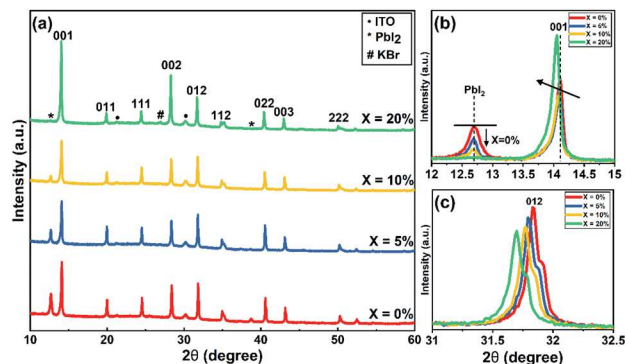 (a)
• ITO
* PbI2
# KBr
001
002
012
011
111
#
•
112
*
022
003
222
*
•
X = 20%
X = 10%
X = 5%
X = 0%
Intensity (a.u.)
10 20 30 40 50 60
2θ (degree)
(b)
001
X = 0%
X = 5%
X = 10%
X = 20%
PbI2
X=0%
Intensity (a.u.)
12 12.5 13 13.5 14 14.5 15
(c)
012
X = 0%
X = 5%
X = 10%
X = 20%
Intensity (a.u.)
31 31.5 32 32.5
2θ (degree)